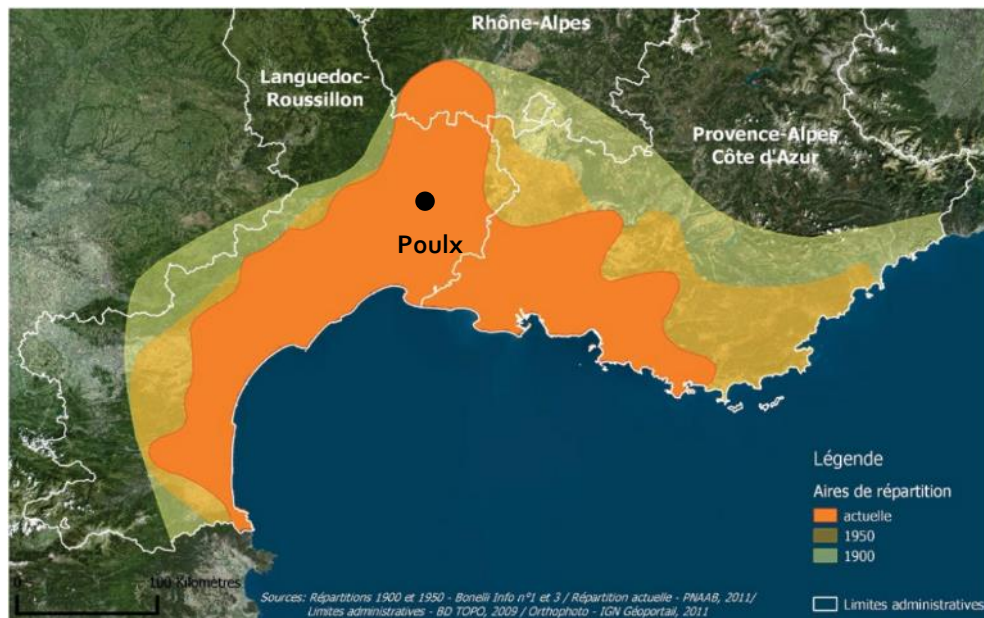 Rhône-Alpes
Languedoc-
Roussillon
Provence-Alpes
Côte d'Azur
Poulx
Légende
Aires de répartition
actuelle
1950
1900
Limites administratives
0 100 Kilomètres
Sources: Répartitions 1900 et 1950 - Bonelli Info n°1 et 3 / Répartition actuelle - PNAAB, 2011/
Limites administratives - BD TOPO, 2009 / Orthophoto - IGN Géoportail, 2011